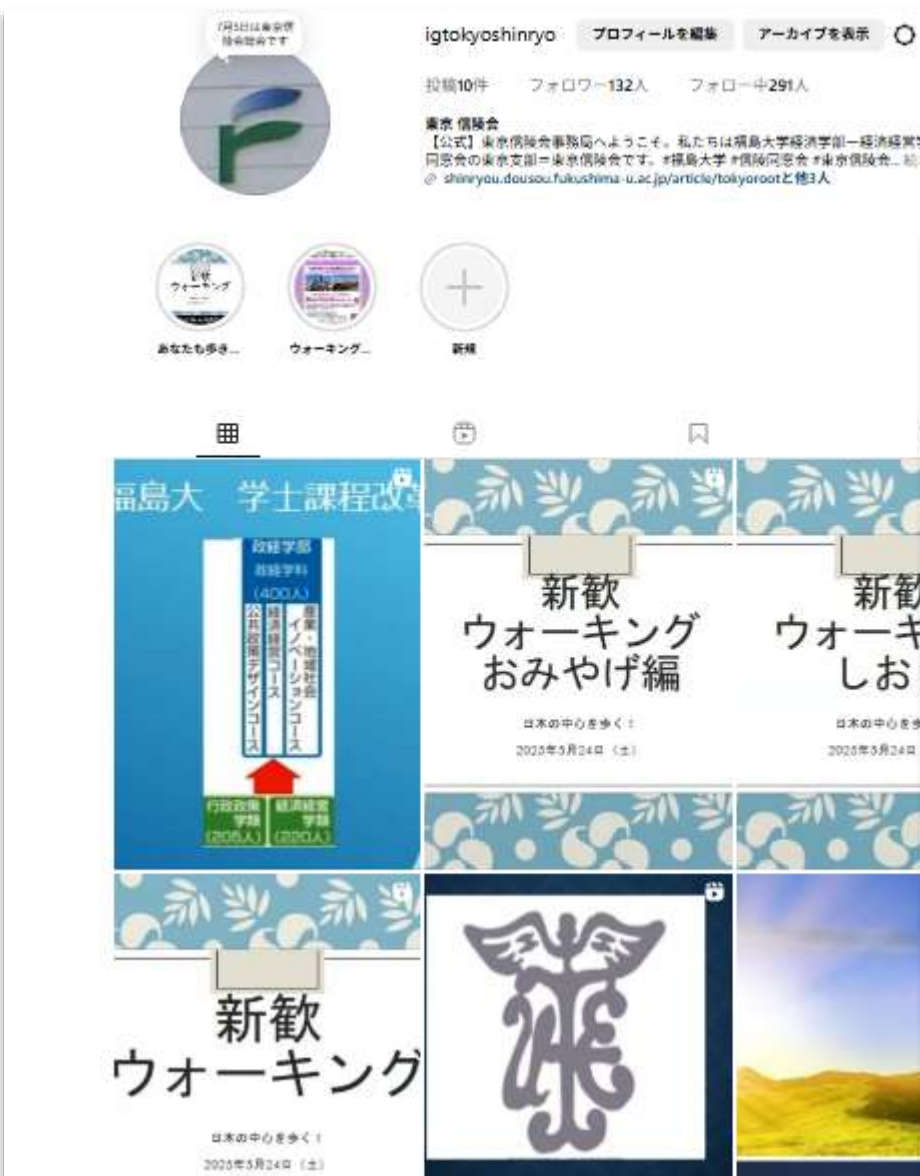 7月5日は東京信
陵会総会です
igtokyoshinryo プロフィールを編集 アーカイブを表示
投稿10件 フォロワー132人 フォロー中291人
東京 信陵会
【公式】東京信陵会事務局へようこそ。私たちは福島大学経済学部ー経済経営学
同窓会の東京支部=東京信陵会です。#福島大学 #信陵同窓会 #東京信陵会...
shinryou.dousou.fukushima-u.ac.jp/article/tokyorootと他3人
新歓
ウォーキング
あなたも歩き...
ウォーキング...
新規
福島大 学士課程改革
政経学部
政経学科
(400人)
公共政策デザインコース
経済経営コース
産業・地域社会
イノベーションコース
行政政策
学類
(205人)
経済経営
学類
(220人)
新歓
ウォーキング
おみやげ編
日本の中心を歩く!
2025年5月24日(土)
新歓
ウォーキ
しお
日本の中心を歩
2025年5月24日
新歓
ウォーキング
日本の中心を歩く!
2025年5月24日(土)